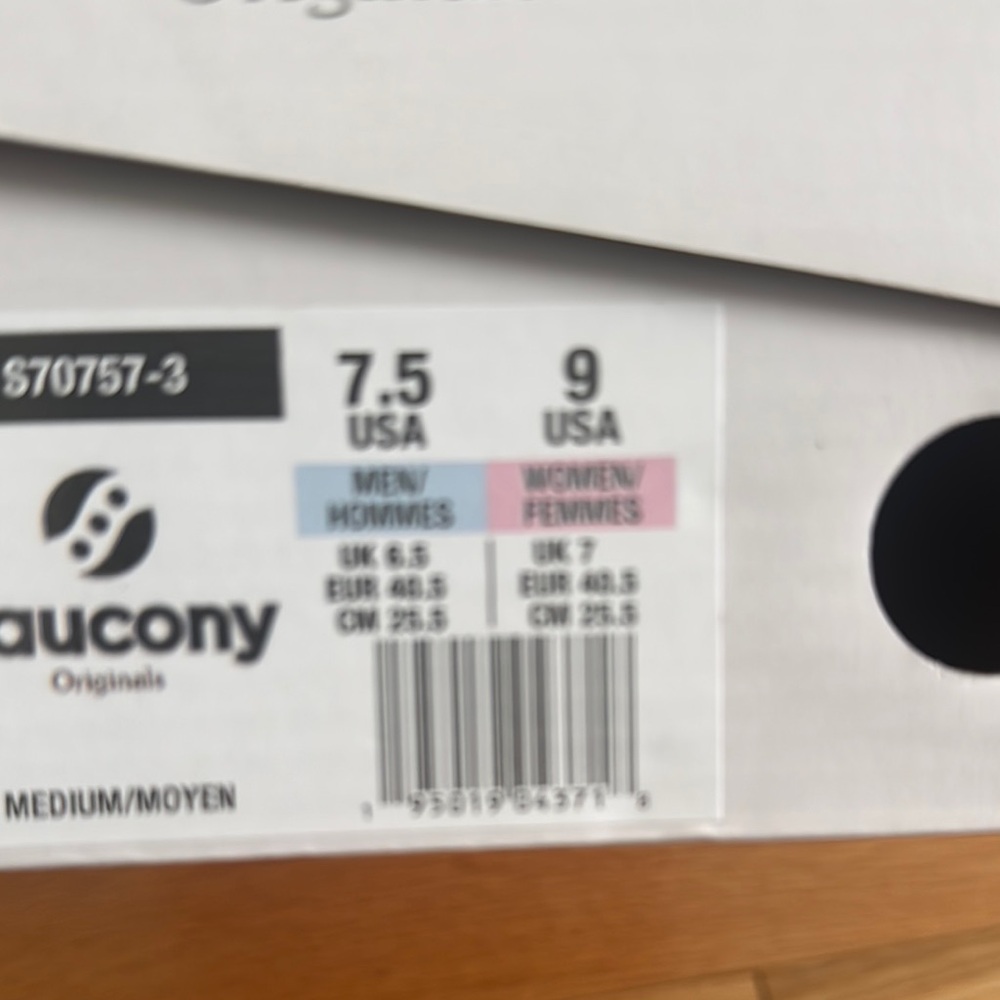 S70757-3
7.5
USA
9
USA
MEN/
HOMMES
WOMEN/
FEMMES
UK 6.5
EUR 40.5
CM 25.5
UK 7
EUR 40.5
CM 25.5
aucony
Originals
MEDIUM/MOYEN
95019